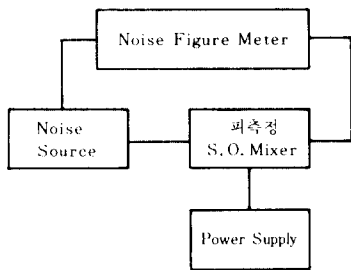 Noise Figure Meter
Noise
Source
피측정
S.O.Mixer
Power Supply